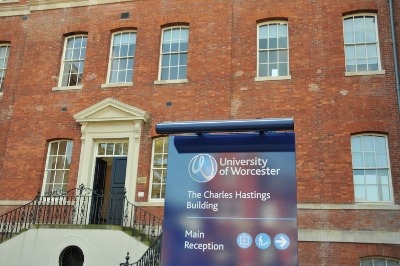 University
of Worcester
The Charles Hastings
Building
Main
Reception